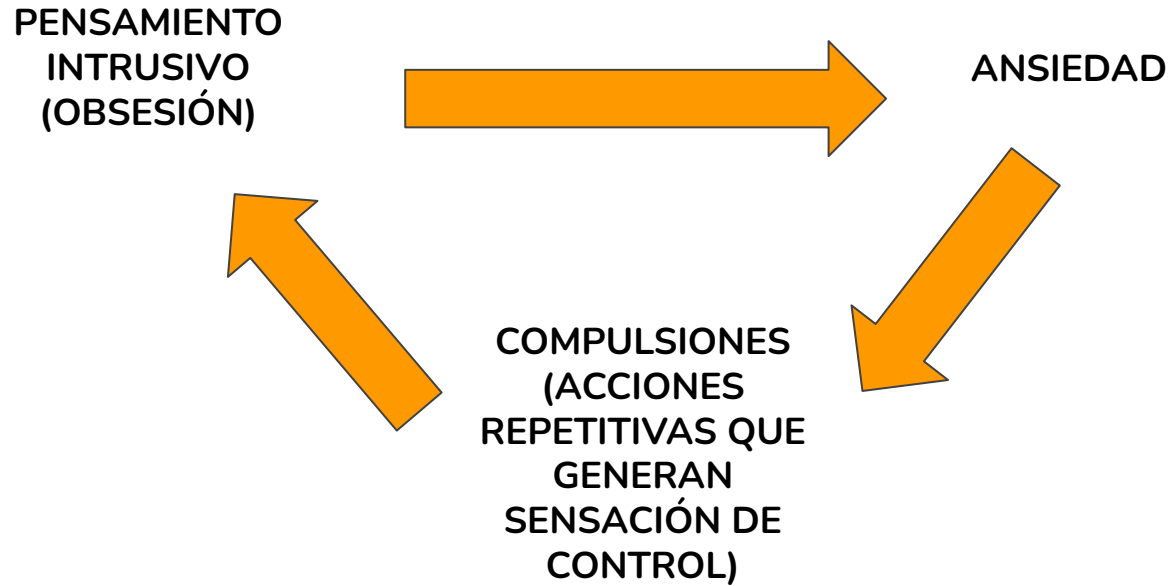 PENSAMIENTO
INTRUSIVO
(OBSESIÓN)
ANSIEDAD
COMPULSIONES
(ACCIONES
REPETITIVAS QUE
GENERAN
SENSACIÓN DE
CONTROL)